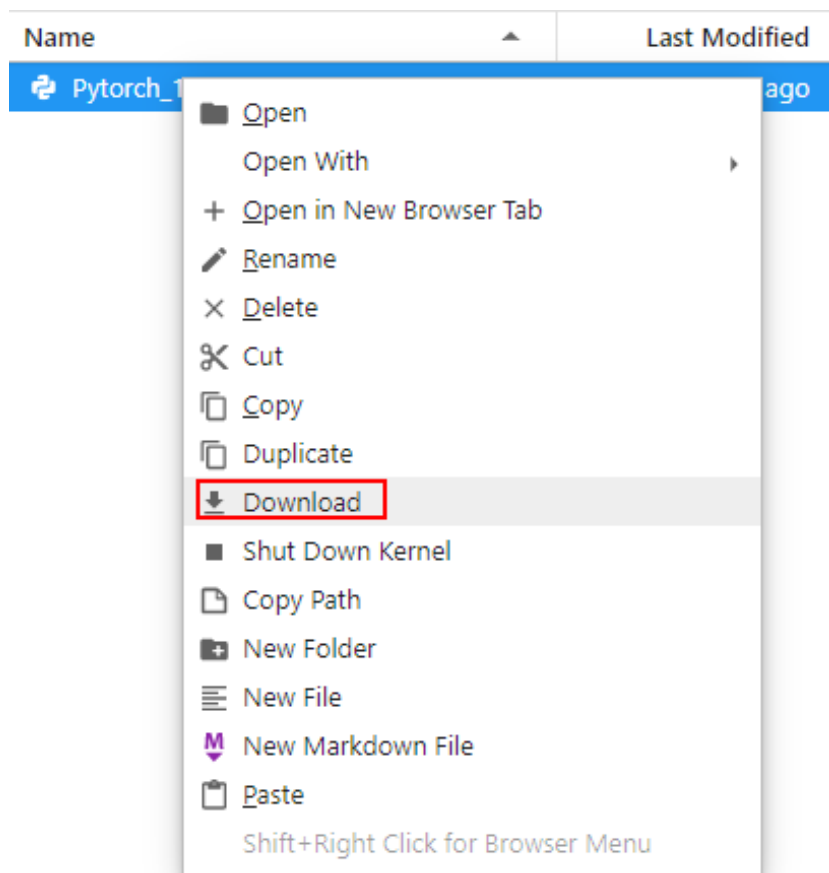 Name Last Modified
Pytorch_1 ago
Open
Open With
Open in New Browser Tab
Rename
Delete
Cut
Copy
Duplicate
Download
Shut Down Kernel
Copy Path
New Folder
New File
M New Markdown File
Paste
Shift+Right Click for Browser Menu